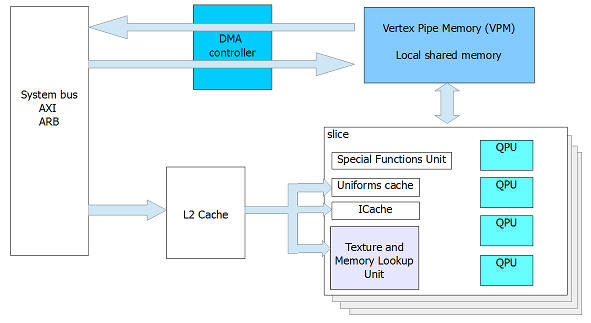 System bus
AXI
ARB
DMA
controller
Vertex Pipe Memory (VPM)
Local shared memory
L2 Cache
slice
Special Functions Unit
Uniforms cache
ICache
Texture and
Memory Lookup
Unit
QPU
QPU
QPU
QPU